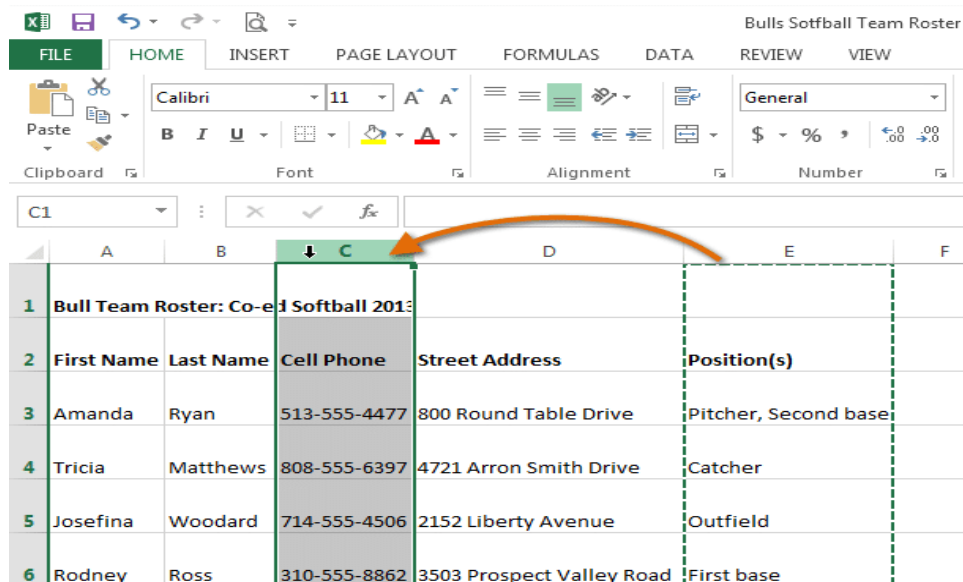 Bulls Sotfball Team Roster
FILE HOME INSERT PAGE LAYOUT FORMULAS DATA REVIEW VIEW
Calibri 11 A A General
Paste B I U A $ % , .00 .00
Clipboard Font Alignment Number
C1 fx
A B C D E F
1 Bull Team Roster: Co-ed Softball 2013
2 First Name Last Name Cell Phone Street Address Position(s)
3 Amanda Ryan 513-555-4477 800 Round Table Drive Pitcher, Second base
4 Tricia Matthews 808-555-6397 4721 Arron Smith Drive Catcher
5 Josefina Woodard 714-555-4506 2152 Liberty Avenue Outfield
6 Rodney Ross 310-555-8862 3503 Prospect Valley Road First base